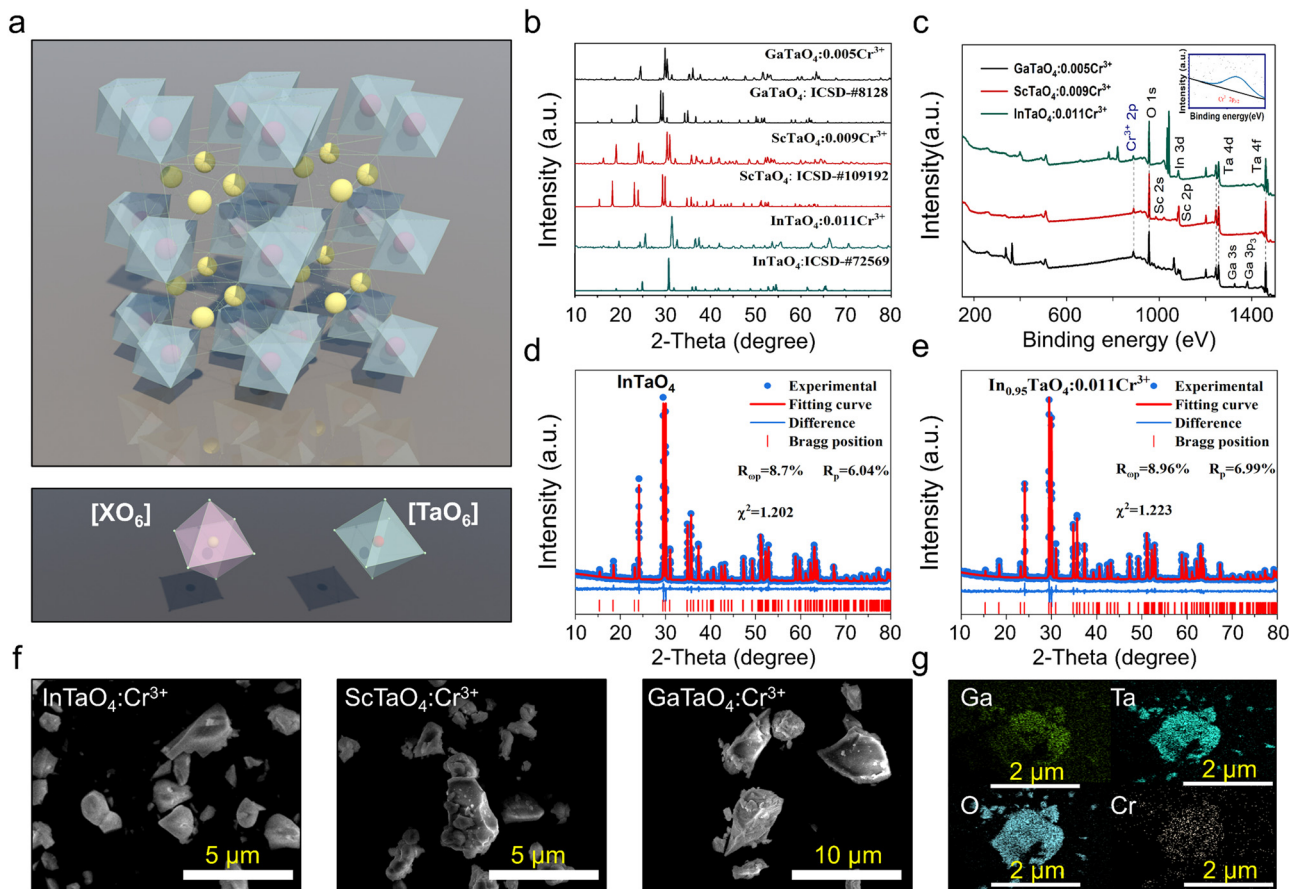 a
[XO₆]
[TaO₆]
b
GaTaO₄:0.005Cr³⁺
GaTaO₄: ICSD-#8128
ScTaO₄:0.009Cr³⁺
ScTaO₄: ICSD-#109192
InTaO₄:0.011Cr³⁺
InTaO₄:ICSD-#72569
Intensity (a.u.)
10 20 30 40 50 60 70 80
2-Theta (degree)
c
GaTaO₄:0.005Cr³⁺
ScTaO₄:0.009Cr³⁺
InTaO₄:0.011Cr³⁺
Intensity (a.u.)
Binding energy(eV)
Cr³⁺ 2p
O 1s
In 3d
Ta 4d
Ta 4f
Sc 2s
Sc 2p
Ga 3s
Ga 3p₃
Intensity(a.u.)
200 600 1000 1400
Binding energy (eV)
d
InTaO₄
Experimental
Fitting curve
Difference
Bragg position
R_ωp=8.7% R_p=6.04%
χ²=1.202
Intensity (a.u.)
10 20 30 40 50 60 70 80
2-Theta (degree)
e
In₀.₉₅TaO₄:0.011Cr³⁺
Experimental
Fitting curve
Difference
Bragg position
R_ωp=8.96% R_p=6.99%
χ²=1.223
Intensity (a.u.)
10 20 30 40 50 60 70 80
2-Theta (degree)
f
InTaO₄:Cr³⁺
5 μm
ScTaO₄:Cr³⁺
5 μm
GaTaO₄:Cr³⁺
10 μm
g
Ga
2 μm
Ta
2 μm
O
2 μm
Cr
2 μm